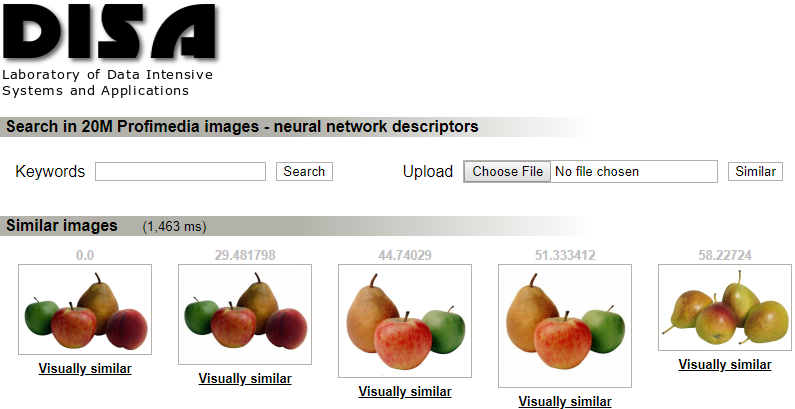 DISA
Laboratory of Data Intensive
Systems and Applications
Search in 20M Profimedia images - neural network descriptors
Keywords Search Upload Choose File No file chosen Similar
Similar images (1,463 ms)
0.0 29.481798 44.74029 51.333412 58.22724
Visually similar Visually similar Visually similar Visually similar Visually similar